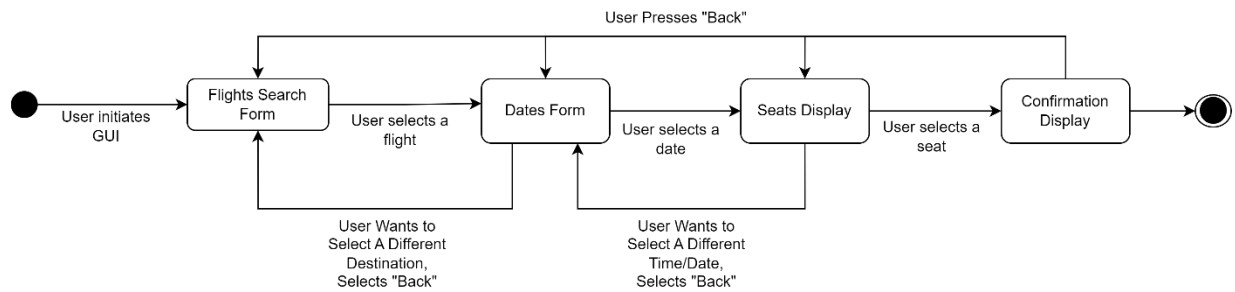 User Presses "Back"
Flights Search
Form
Dates Form
Seats Display
Confirmation
Display
User initiates
GUI
User selects a
flight
User selects a
date
User selects a
seat
User Wants to
Select A Different
Destination,
Selects "Back"
User Wants to
Select A Different
Time/Date,
Selects "Back"